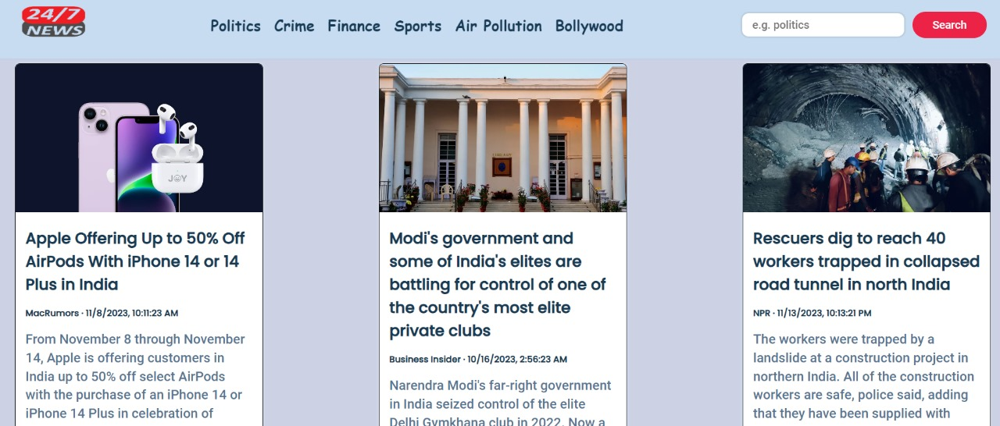 24/7
NEWS
Politics Crime Finance Sports Air Pollution Bollywood
e.g. politics
Search
JOY
Apple Offering Up to 50% Off
AirPods With iPhone 14 or 14
Plus in India
MacRumors · 11/8/2023, 10:11:23 AM
From November 8 through November
14, Apple is offering customers in
India up to 50% off select AirPods
with the purchase of an iPhone 14 or
iPhone 14 Plus in celebration of
Modi's government and
some of India's elites are
battling for control of one of
the country's most elite
private clubs
Business Insider · 10/16/2023, 2:56:23 AM
Narendra Modi's far-right government
in India seized control of the elite
Delhi Gymkhana club in 2022. Now a
Rescuers dig to reach 40
workers trapped in collapsed
road tunnel in north India
NPR · 11/13/2023, 10:13:21 PM
The workers were trapped by a
landslide at a construction project in
northern India. All of the construction
workers are safe, police said, adding
that they have been supplied with